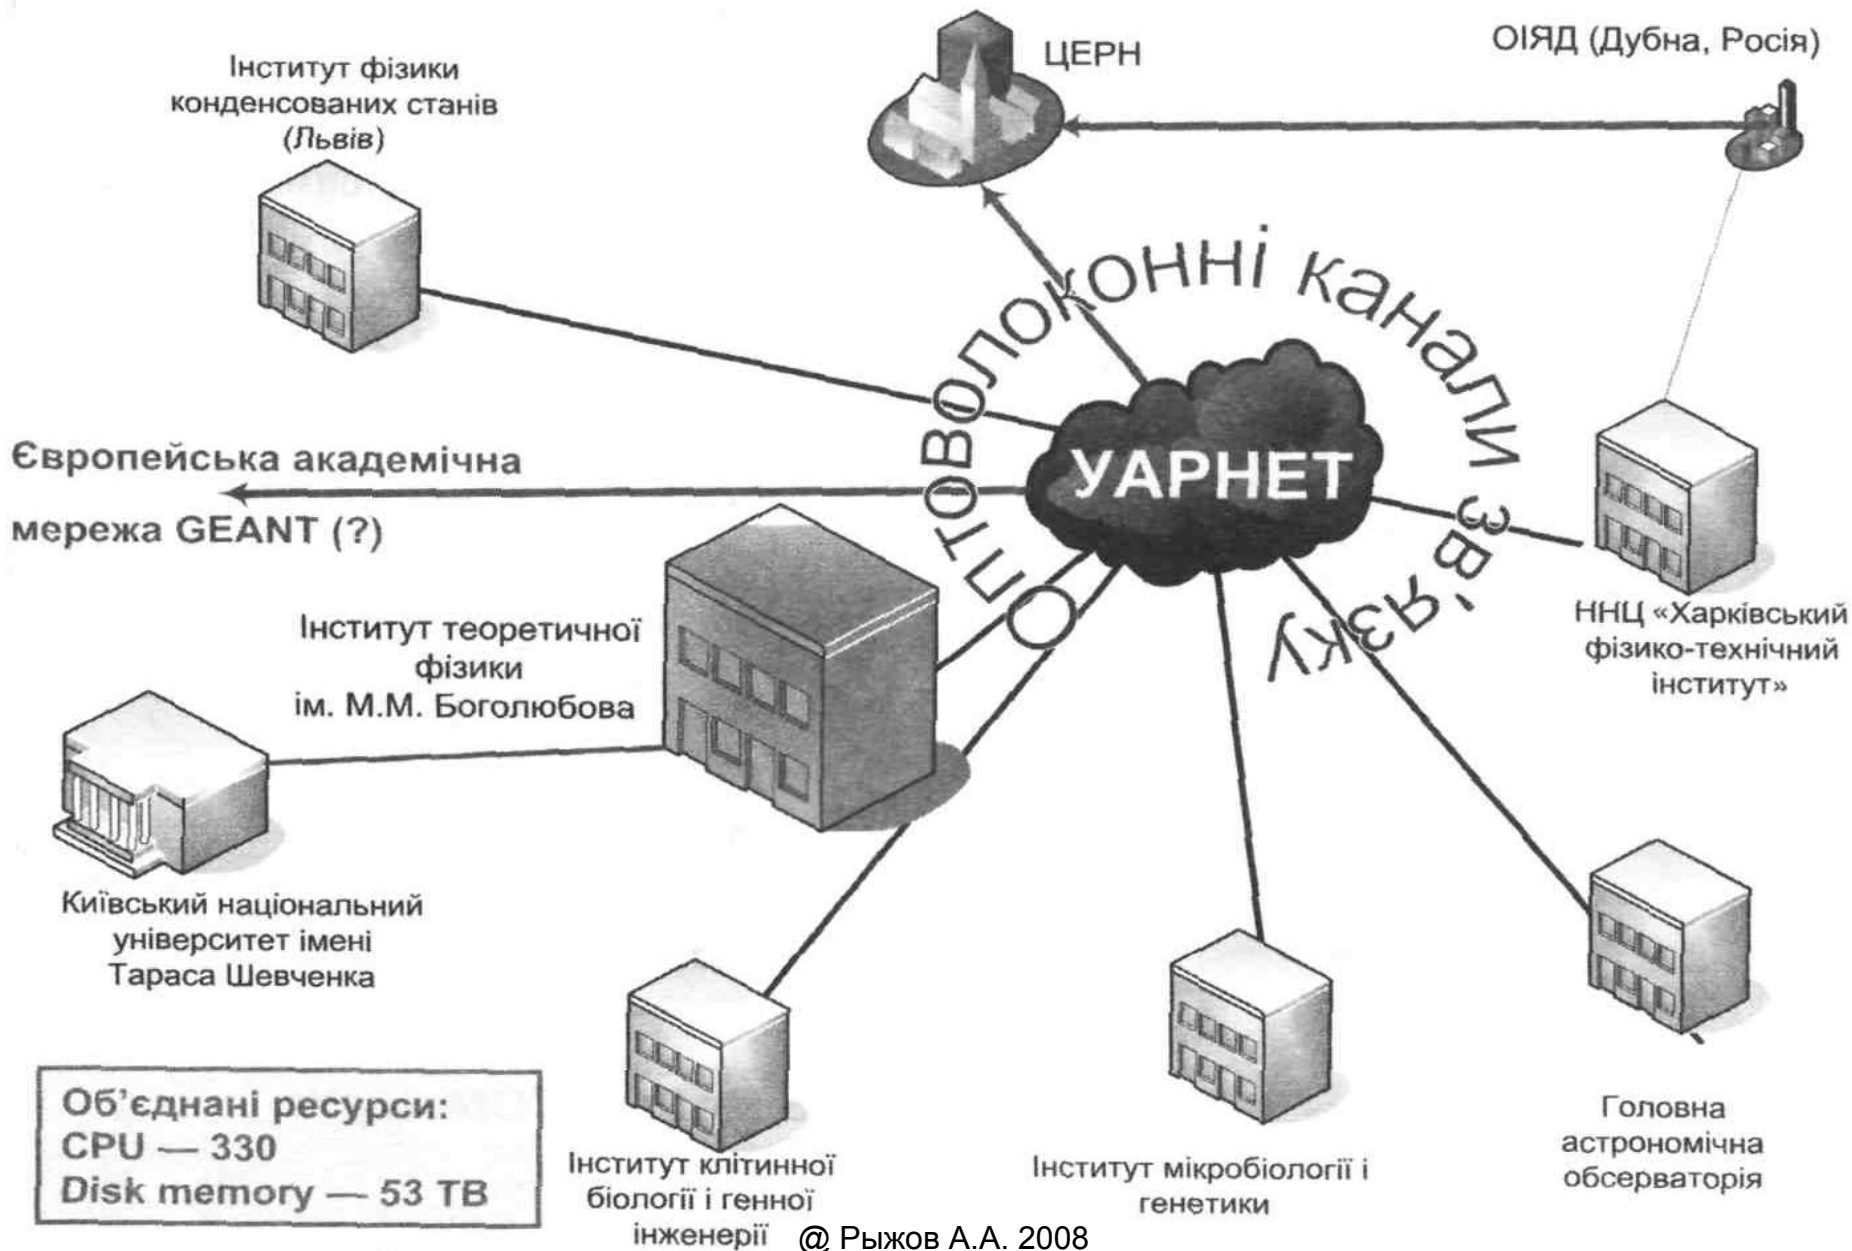 Інститут фізики
конденсованих станів
(Львів)
ЦЕРН
ОІЯД (Дубна, Росія)
Оптоволоконні канали зв'язку
УАРНЕТ
Європейська академічна
мережа GEANT (?)
Інститут теоретичної
фізики
ім. М.М. Боголюбова
ННЦ «Харківський
фізико-технічний
інститут»
Київський національний
університет імені
Тараса Шевченка
Об'єднані ресурси:
CPU — 330
Disk memory — 53 TB
Інститут клітинної
біології і генної
інженерії
Інститут мікробіології і
генетики
Головна
астрономічна
обсерваторія
@ Рыжов А.А. 2008